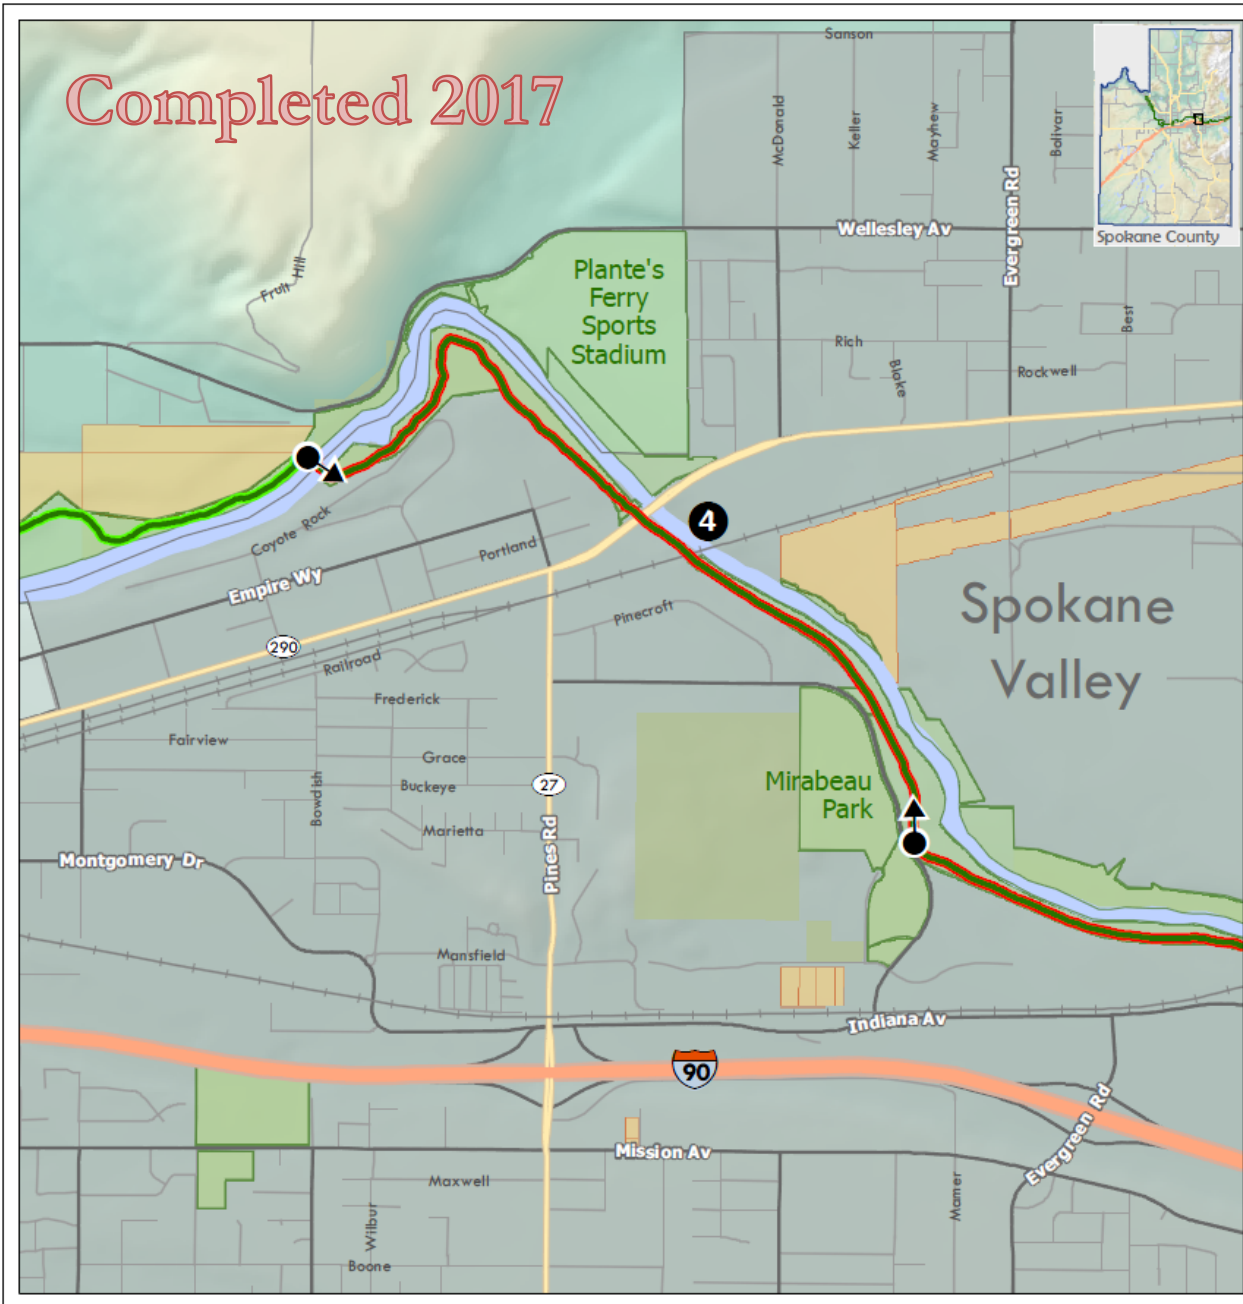 Completed 2017
Sanson
McDonald
Keller
Mayhew
Bolivar
Evergreen Rd
Spokane County
Wellesley Av
Fruit Hill
Plante's
Ferry
Sports
Stadium
Rich
Blake
Best
Rockwell
4
Coyote Rock
Portland
Empire Wy
290
Railroad
Pinecroft
Spokane
Valley
Frederick
Fairview
Grace
Buckeye
Bowdish
Marietta
27
Pines Rd
Mirabeau
Park
Montgomery Dr
Mansfield
Indiana Av
90
Evergreen Rd
Mission Av
Maxwell
Wilbur
Mamer
Boone